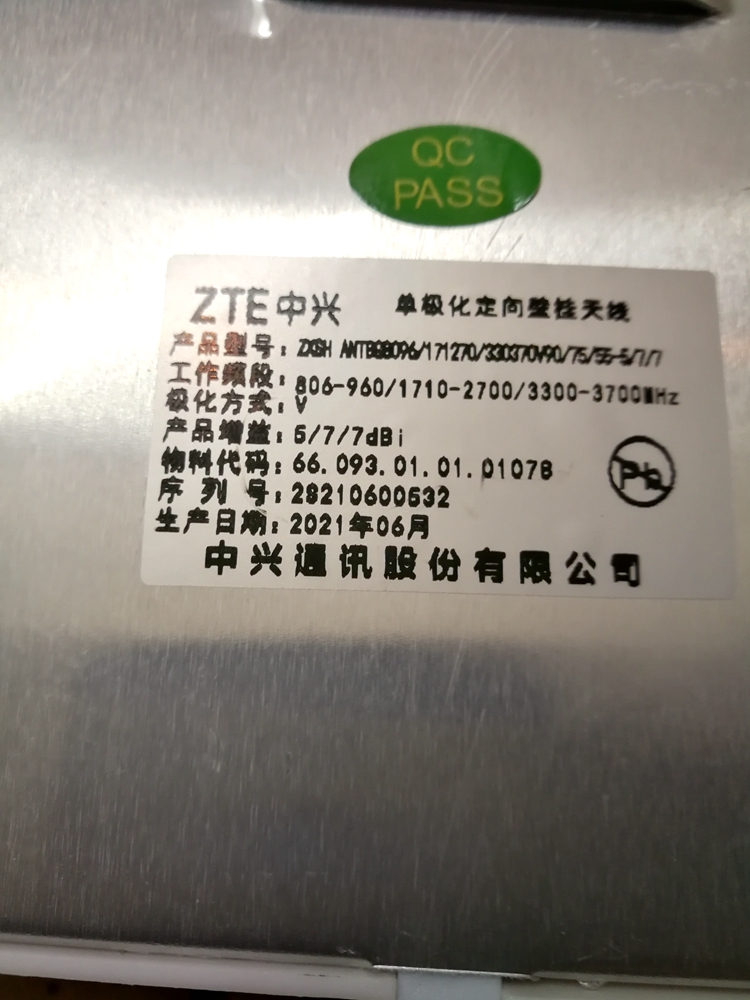 QC
PASS
ZTE中兴 单极化定向壁挂天线
产品型号：ZXSH ANTBG8096/171270/330370V90/75/55-5/7/7
工作频段：806-960/1710-2700/3300-3700MHz
极化方式：V
产品增益：5/7/7dBi
物料代码：66.093.01.01.01078
序列号：28210600532
生产日期：2021年06月
Pb
中兴通讯股份有限公司